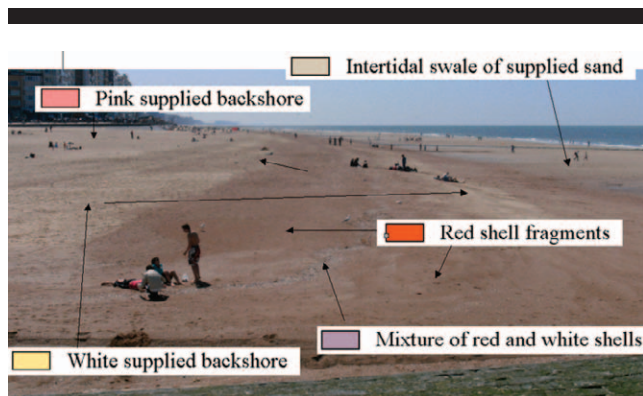 Intertidal swale of supplied sand
Pink supplied backshore
Red shell fragments
Mixture of red and white shells
White supplied backshore